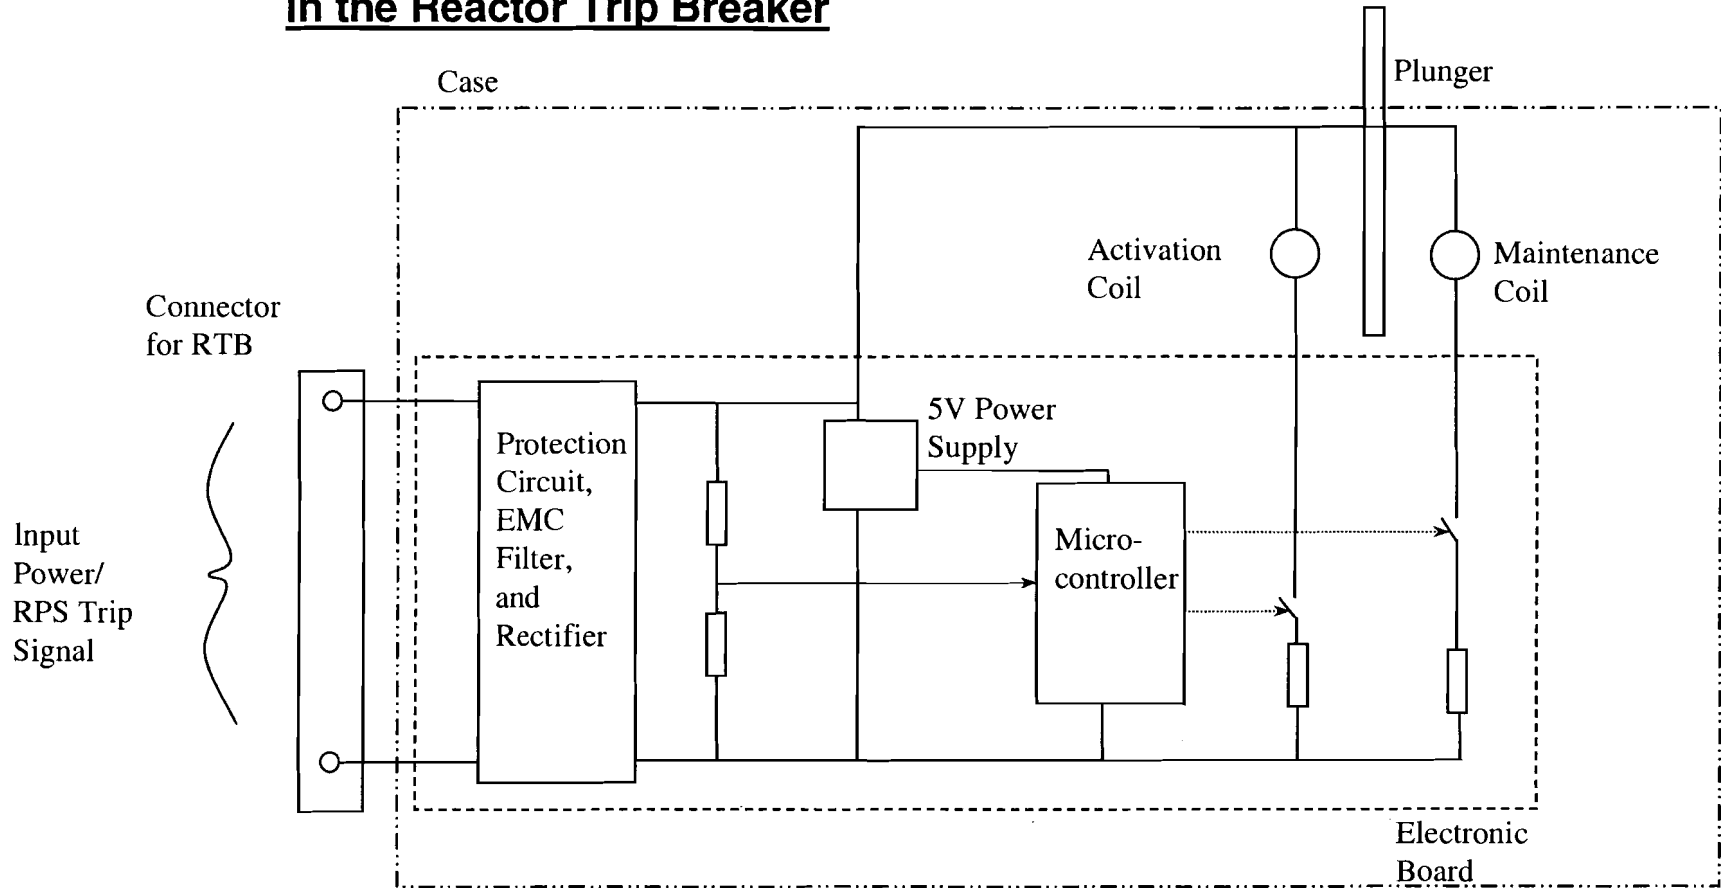 in the Reactor Trip Breaker
Case
Plunger
Activation
Coil
Maintenance
Coil
Connector
for RTB
5V Power
Supply
Protection
Circuit,
EMC
Filter,
and
Rectifier
Micro-
controller
Input
Power/
RPS Trip
Signal
Electronic
Board